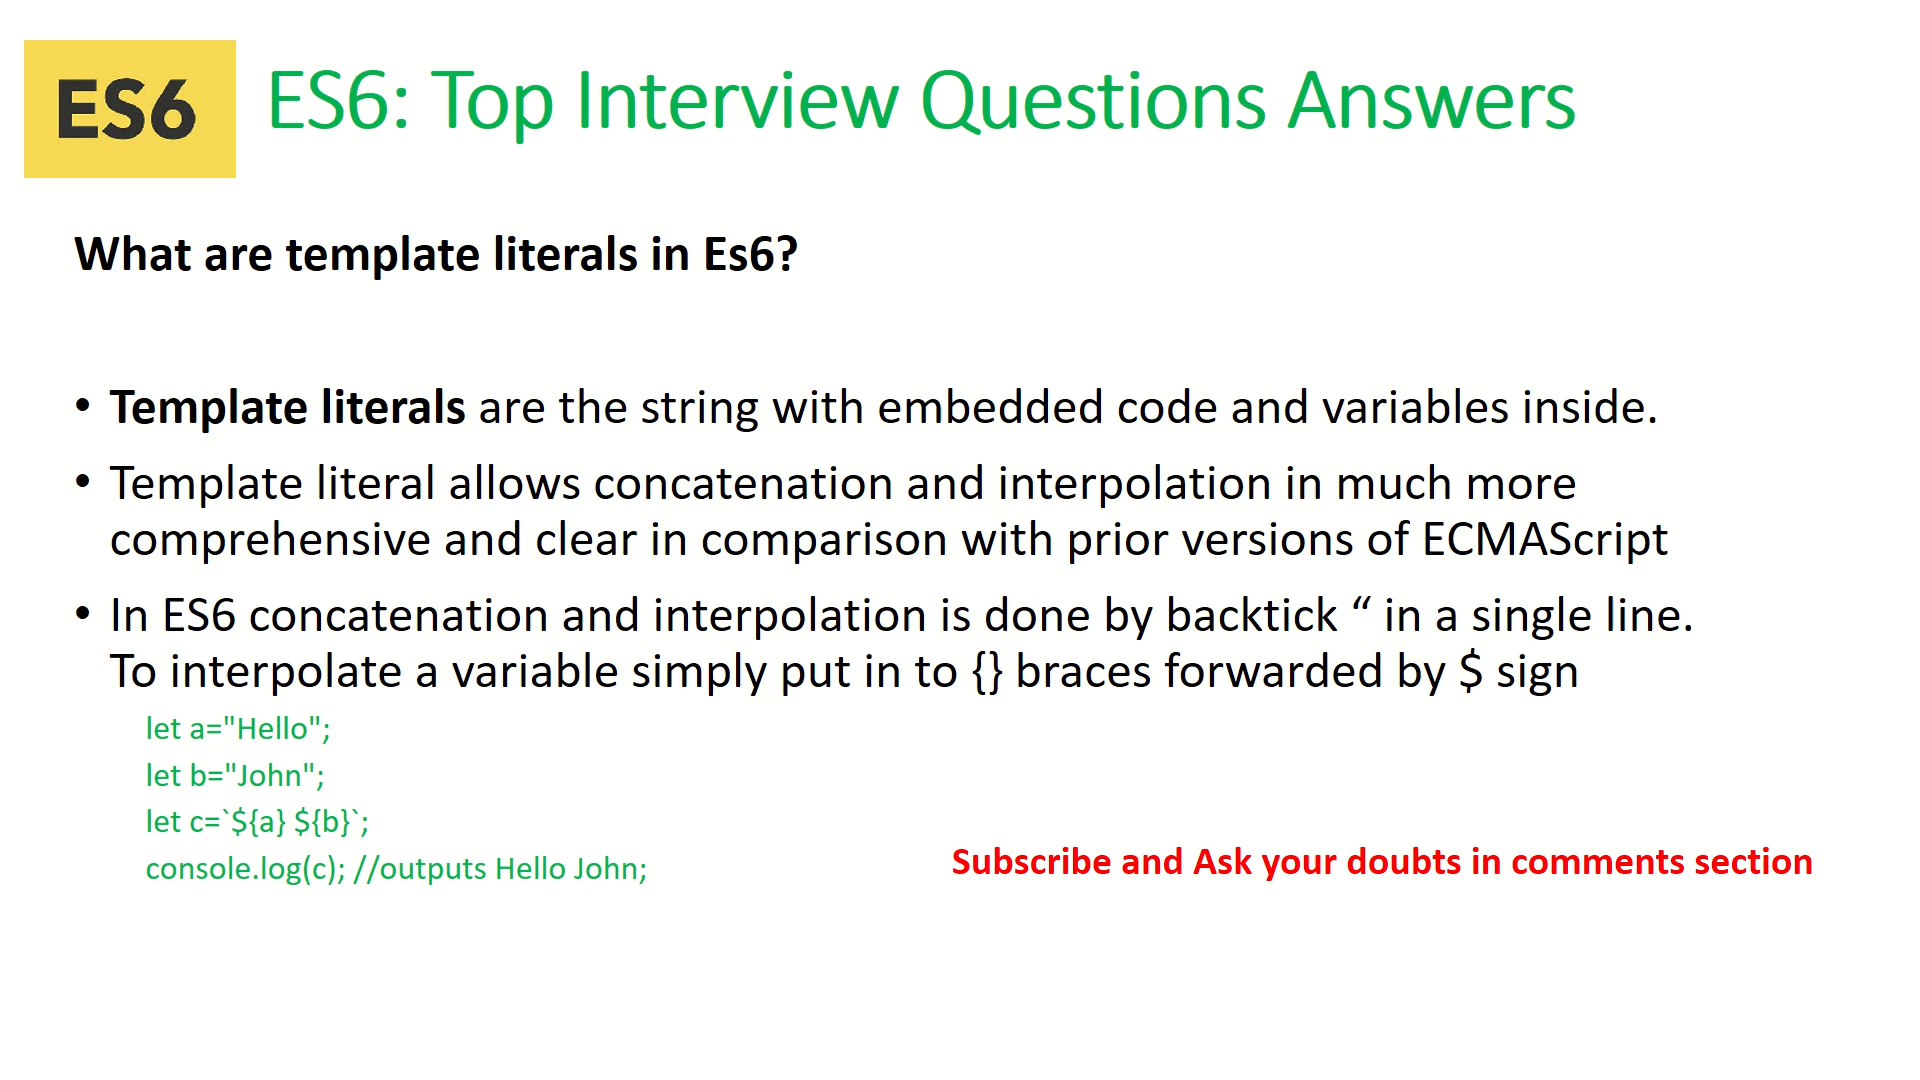 ES6
ES6: Top Interview Questions Answers
What are template literals in Es6?
• Template literals are the string with embedded code and variables inside.
• Template literal allows concatenation and interpolation in much more
comprehensive and clear in comparison with prior versions of ECMAScript
• In ES6 concatenation and interpolation is done by backtick “ in a single line.
To interpolate a variable simply put in to {} braces forwarded by $ sign
let a="Hello";
let b="John";
let c=`${a} ${b}`;
console.log(c); //outputs Hello John;
Subscribe and Ask your doubts in comments section